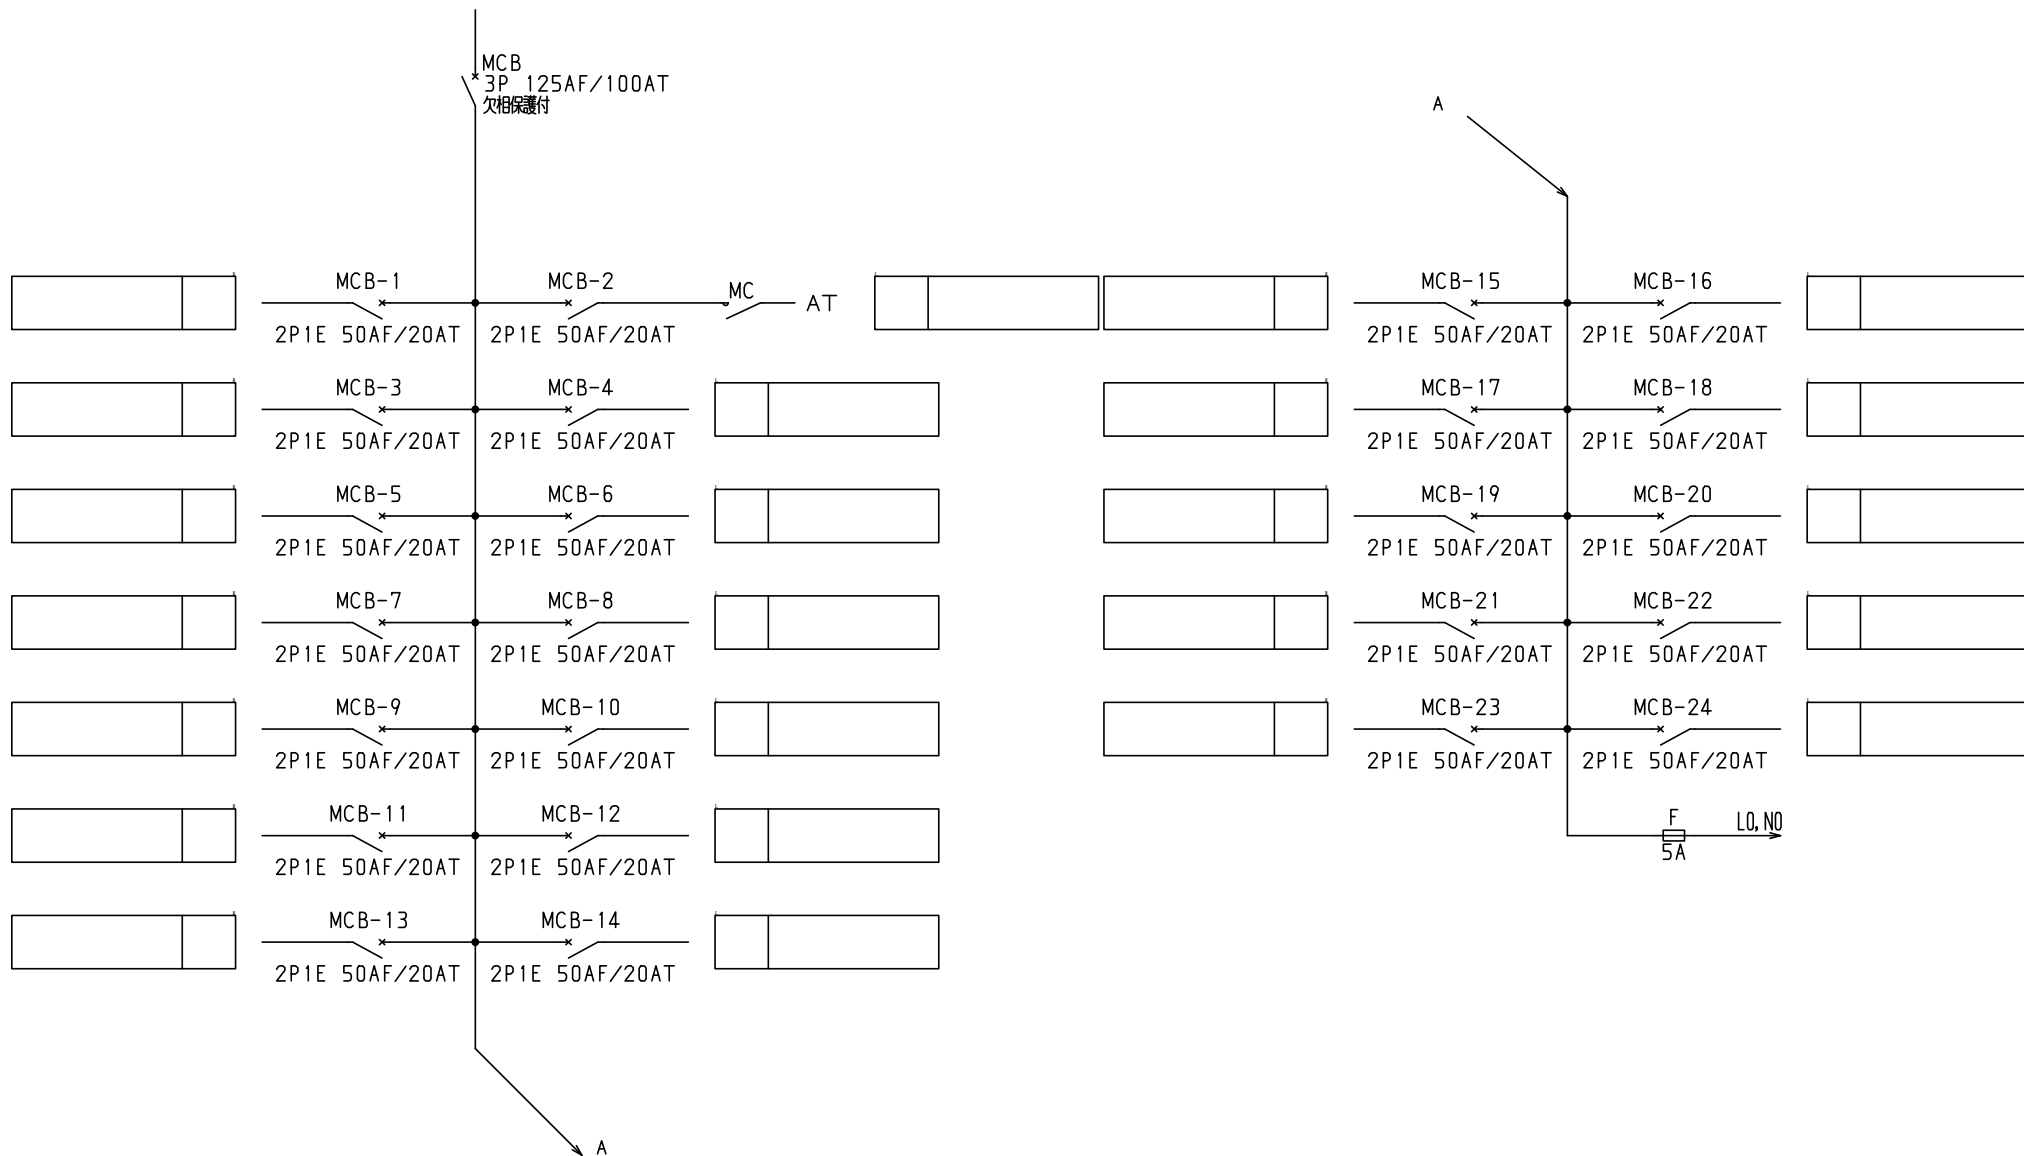 MCB
3P 125AF/100AT
欠相保護付
MCB-1
MCB-2
MC
AT
2P1E 50AF/20AT
2P1E 50AF/20AT
MCB-3
MCB-4
2P1E 50AF/20AT
2P1E 50AF/20AT
MCB-5
MCB-6
2P1E 50AF/20AT
2P1E 50AF/20AT
MCB-7
MCB-8
2P1E 50AF/20AT
2P1E 50AF/20AT
MCB-9
MCB-10
2P1E 50AF/20AT
2P1E 50AF/20AT
MCB-11
MCB-12
2P1E 50AF/20AT
2P1E 50AF/20AT
MCB-13
MCB-14
2P1E 50AF/20AT
2P1E 50AF/20AT
A
A
MCB-15
MCB-16
2P1E 50AF/20AT
2P1E 50AF/20AT
MCB-17
MCB-18
2P1E 50AF/20AT
2P1E 50AF/20AT
MCB-19
MCB-20
2P1E 50AF/20AT
2P1E 50AF/20AT
MCB-21
MCB-22
2P1E 50AF/20AT
2P1E 50AF/20AT
MCB-23
MCB-24
2P1E 50AF/20AT
2P1E 50AF/20AT
F
L0,N0
5A